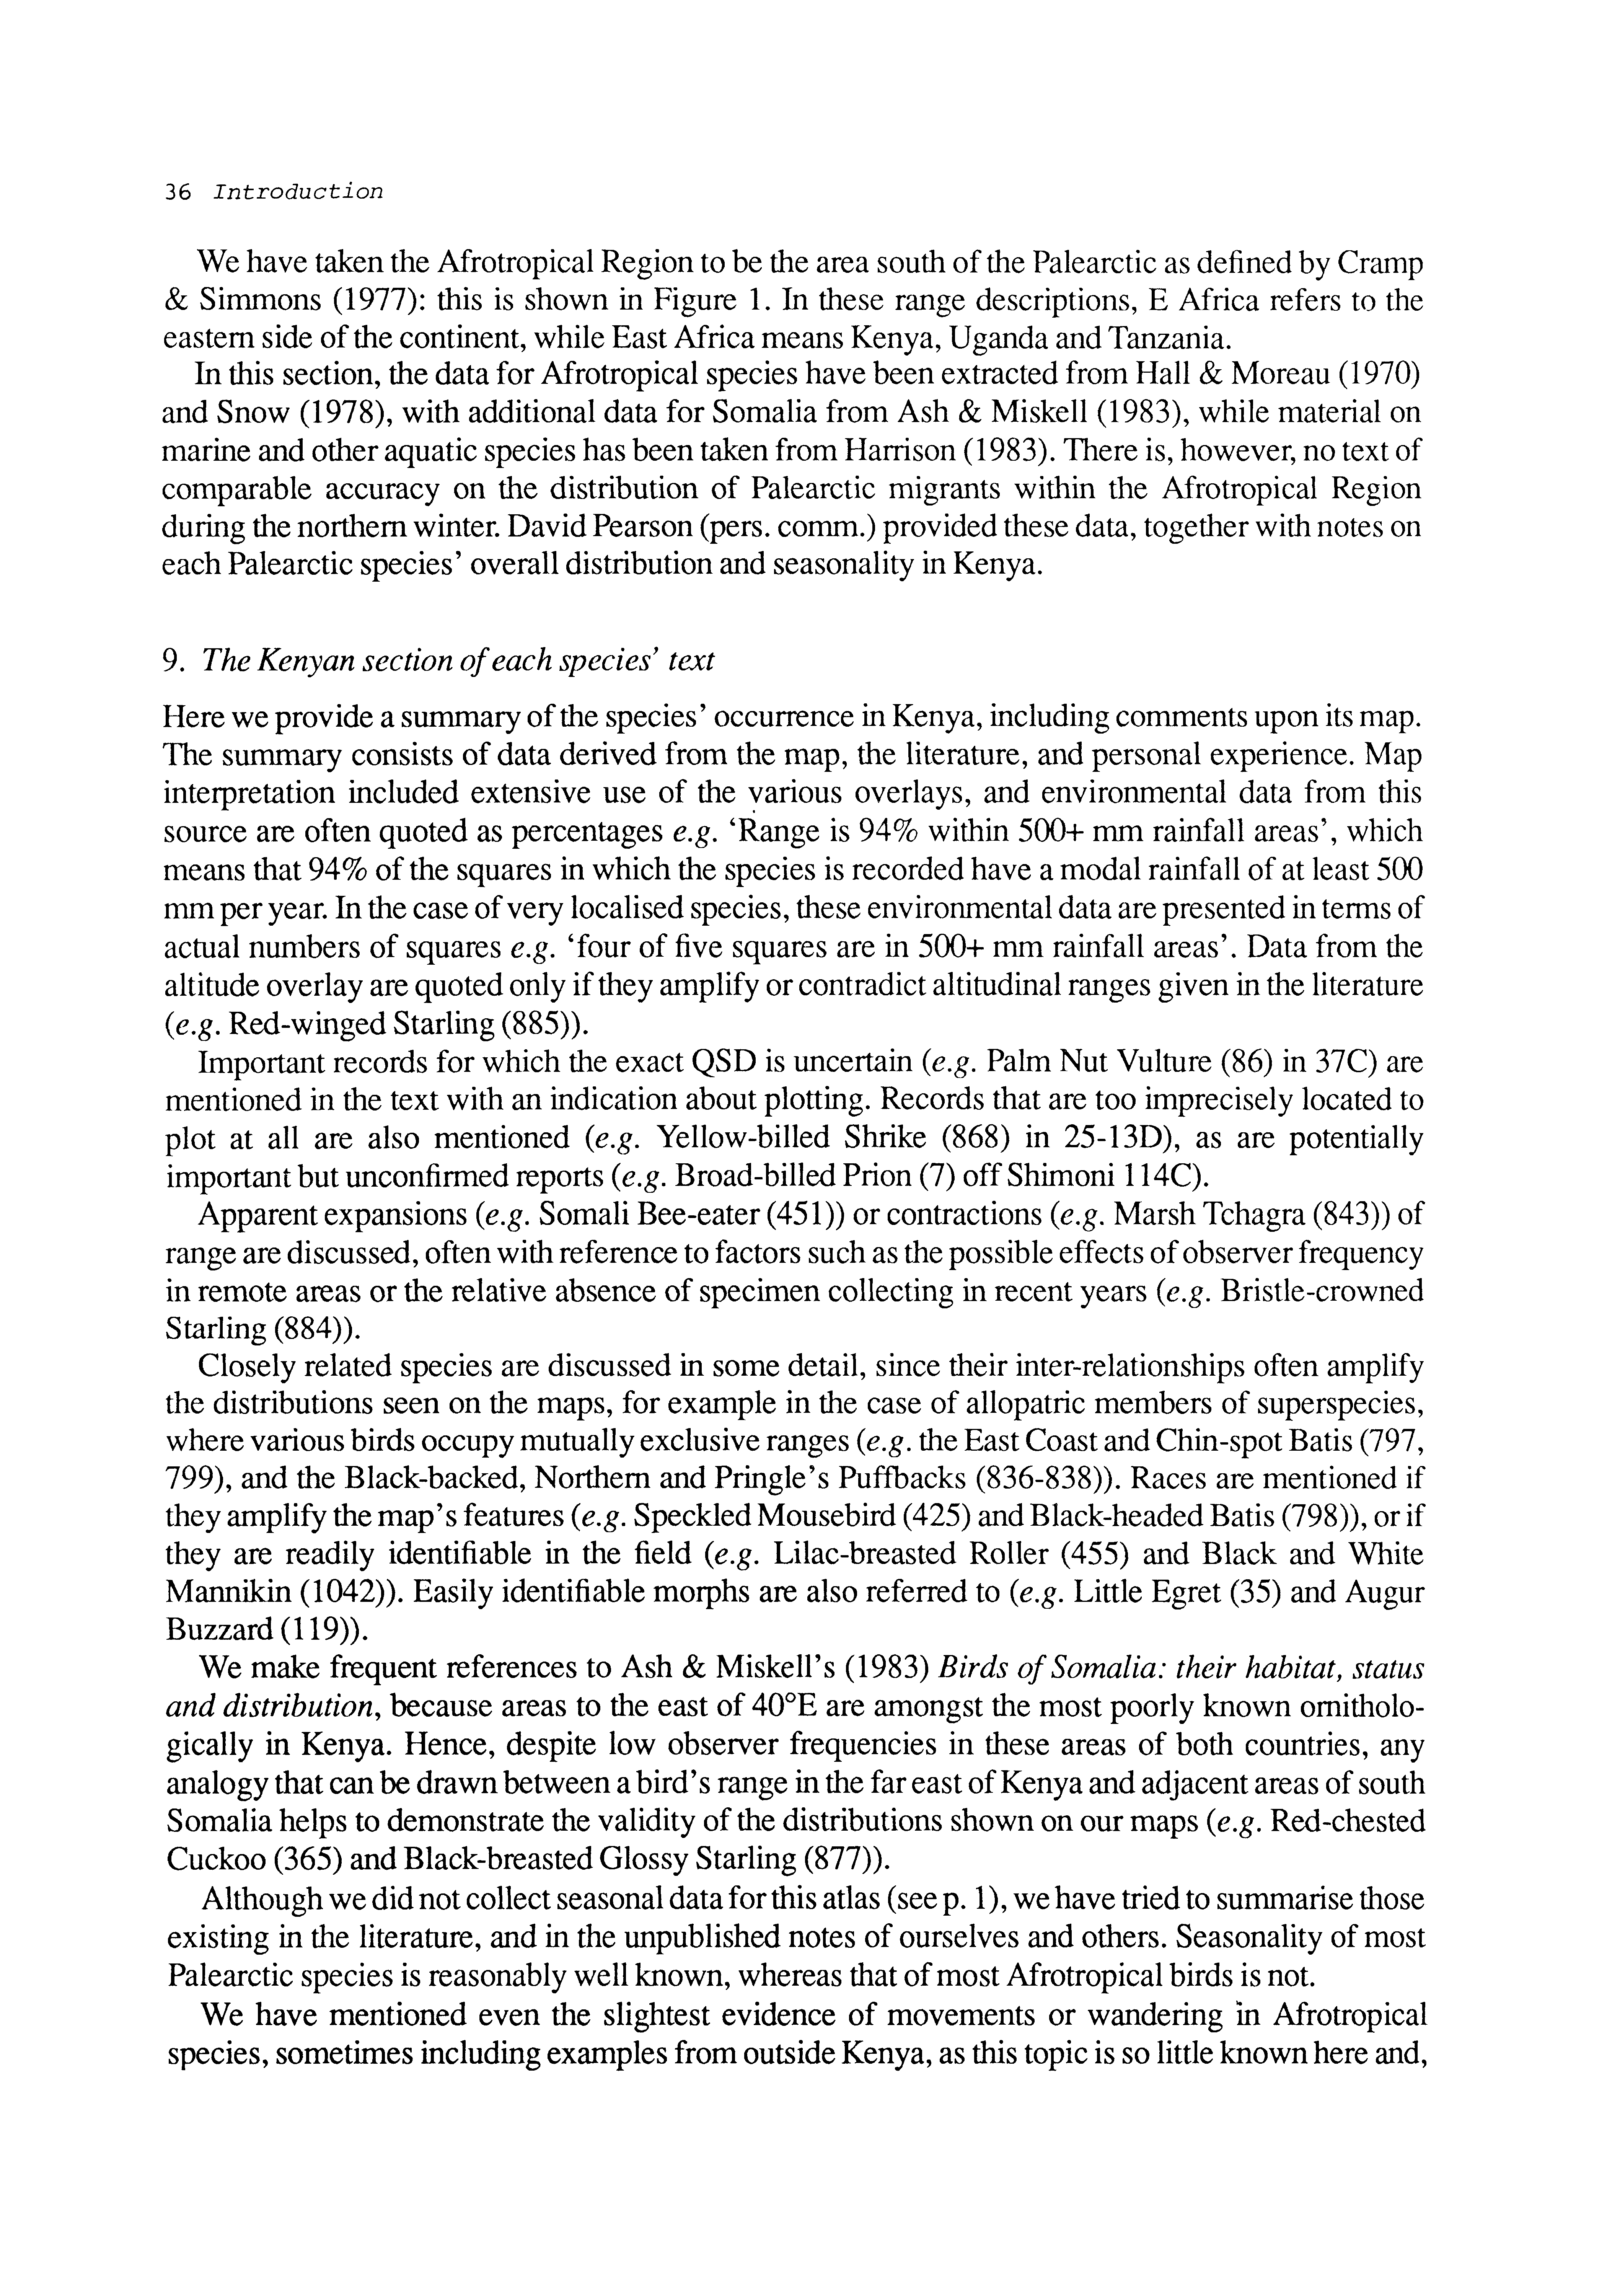 36 Introduction
We have taken the Afrotropical Region to be the area south of the Palearctic as defined by Cramp
& Simmons (1977): this is shown in Figure 1. In these range descriptions, E Africa refers to the
eastern side of the continent, while East Africa means Kenya, Uganda and Tanzania.
In this section, the data for Afrotropical species have been extracted from Hall & Moreau (1970)
and Snow (1978), with additional data for Somalia from Ash & Miskell (1983), while material on
marine and other aquatic species has been taken from Harrison (1983). There is, however, no text of
comparable accuracy on the distribution of Palearctic migrants within the Afrotropical Region
during the northern winter. David Pearson (pers. comm.) provided these data, together with notes on
each Palearctic species' overall distribution and seasonality in Kenya.
9. The Kenyan section of each species' text
Here we provide a summary of the species' occurrence in Kenya, including comments upon its map.
The summary consists of data derived from the map, the literature, and personal experience. Map
interpretation included extensive use of the various overlays, and environmental data from this
source are often quoted as percentages e.g. 'Range is 94% within 500+ mm rainfall areas', which
means that 94% of the squares in which the species is recorded have a modal rainfall of at least 500
mm per year. In the case of very localised species, these environmental data are presented in terms of
actual numbers of squares e.g. 'four of five squares are in 500+ mm rainfall areas'. Data from the
altitude overlay are quoted only if they amplify or contradict altitudinal ranges given in the literature
(e.g. Red-winged Starling (885)).
Important records for which the exact QSD is uncertain (e.g. Palm Nut Vulture (86) in 37C) are
mentioned in the text with an indication about plotting. Records that are too imprecisely located to
plot at all are also mentioned (e.g. Yellow-billed Shrike (868) in 25-13D), as are potentially
important but unconfirmed reports (e.g. Broad-billed Prion (7) off Shimoni 114C).
Apparent expansions (e.g. Somali Bee-eater (451)) or contractions (e.g. Marsh Tchagra (843)) of
range are discussed, often with reference to factors such as the possible effects of observer frequency
in remote areas or the relative absence of specimen collecting in recent years (e.g. Bristle-crowned
Starling (884)).
Closely related species are discussed in some detail, since their inter-relationships often amplify
the distributions seen on the maps, for example in the case of allopatric members of superspecies,
where various birds occupy mutually exclusive ranges (e.g. the East Coast and Chin-spot Batis (797,
799), and the Black-backed, Northern and Pringle's Puffbacks (836-838)). Races are mentioned if
they amplify the map's features (e.g. Speckled Mousebird (425) and Black-headed Batis (798)), or if
they are readily identifiable in the field (e.g. Lilac-breasted Roller (455) and Black and White
Mannikin (1042)). Easily identifiable morphs are also referred to (e.g. Little Egret (35) and Augur
Buzzard (119)).
We make frequent references to Ash & Miskell's (1983) Birds of Somalia: their habitat, status
and distribution, because areas to the east of 40°E are amongst the most poorly known ornitholo-
gically in Kenya. Hence, despite low observer frequencies in these areas of both countries, any
analogy that can be drawn between a bird's range in the far east of Kenya and adjacent areas of south
Somalia helps to demonstrate the validity of the distributions shown on our maps (e.g. Red-chested
Cuckoo (365) and Black-breasted Glossy Starling (877)).
Although we did not collect seasonal data for this atlas (see p. 1), we have tried to summarise those
existing in the literature, and in the unpublished notes of ourselves and others. Seasonality of most
Palearctic species is reasonably well known, whereas that of most Afrotropical birds is not.
We have mentioned even the slightest evidence of movements or wandering in Afrotropical
species, sometimes including examples from outside Kenya, as this topic is so little known here and,